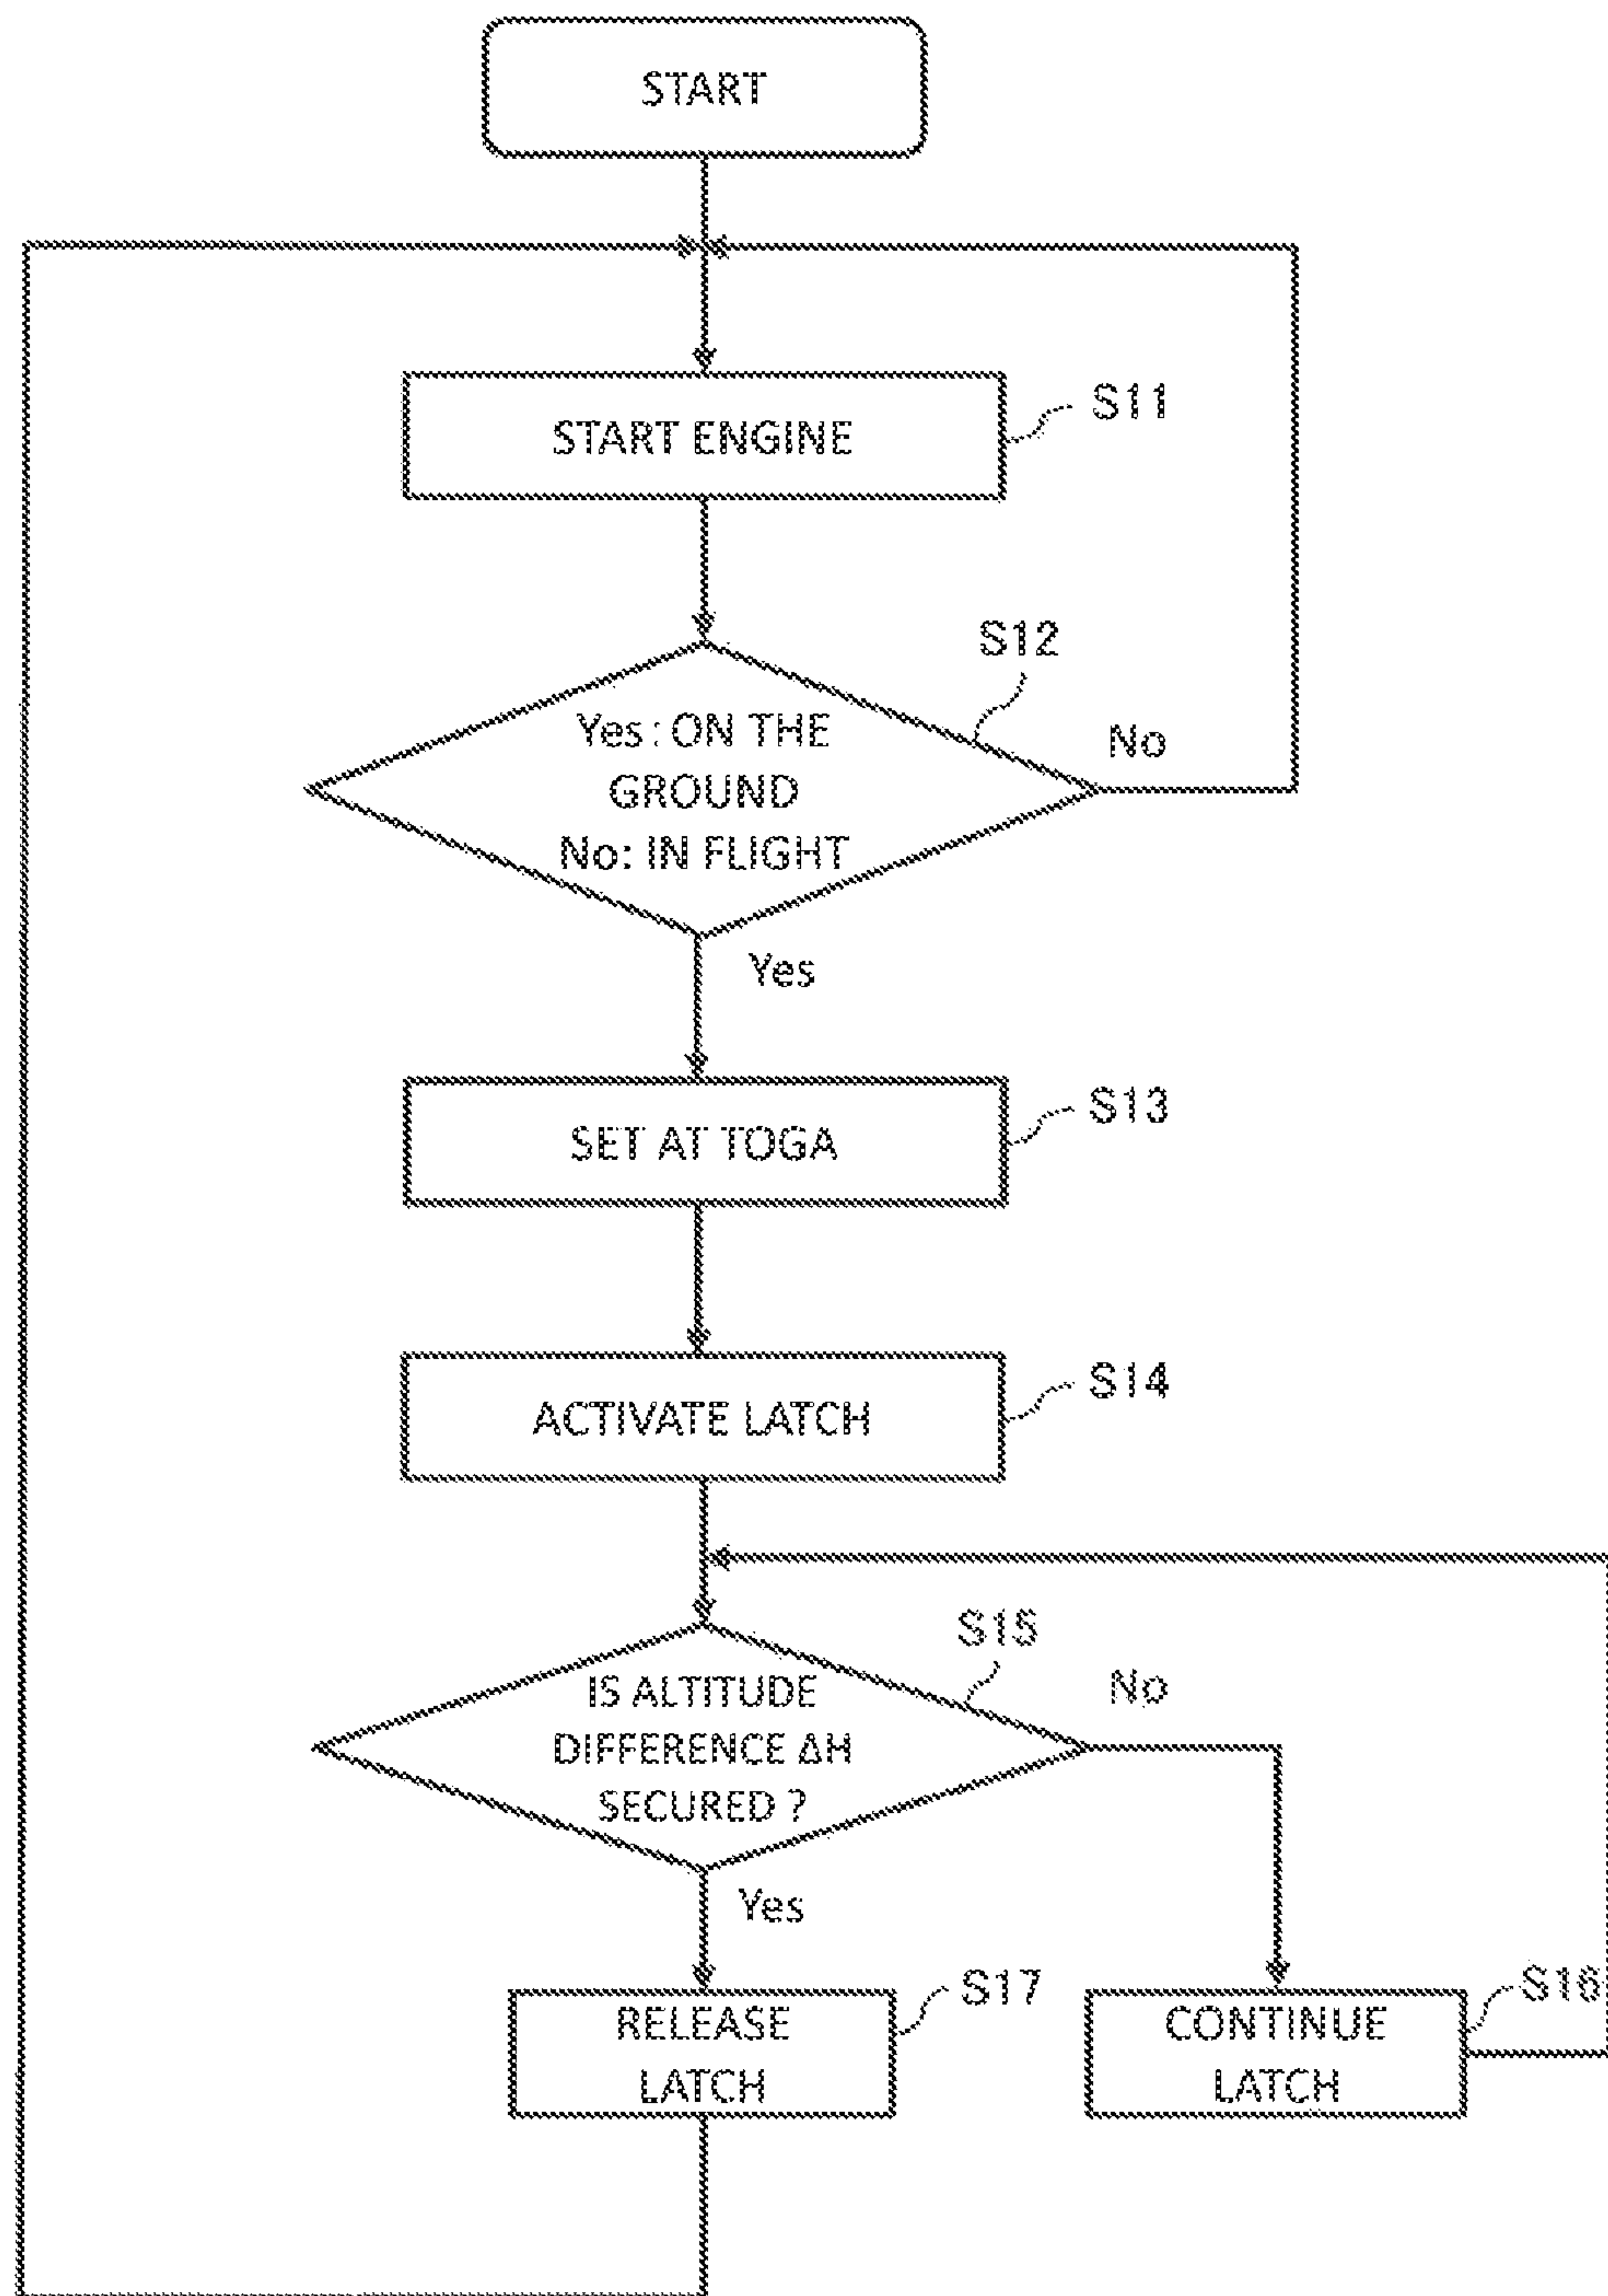 START
START ENGINE
S11
S12
Yes : ON THE
GROUND
No: IN FLIGHT
No
Yes
SET AT TOGA
S13
ACTIVATE LATCH
S14
S15
IS ALTITUDE
DIFFERENCE ΔH
SECURED ?
No
Yes
RELEASE
LATCH
S17
CONTINUE
LATCH
S16